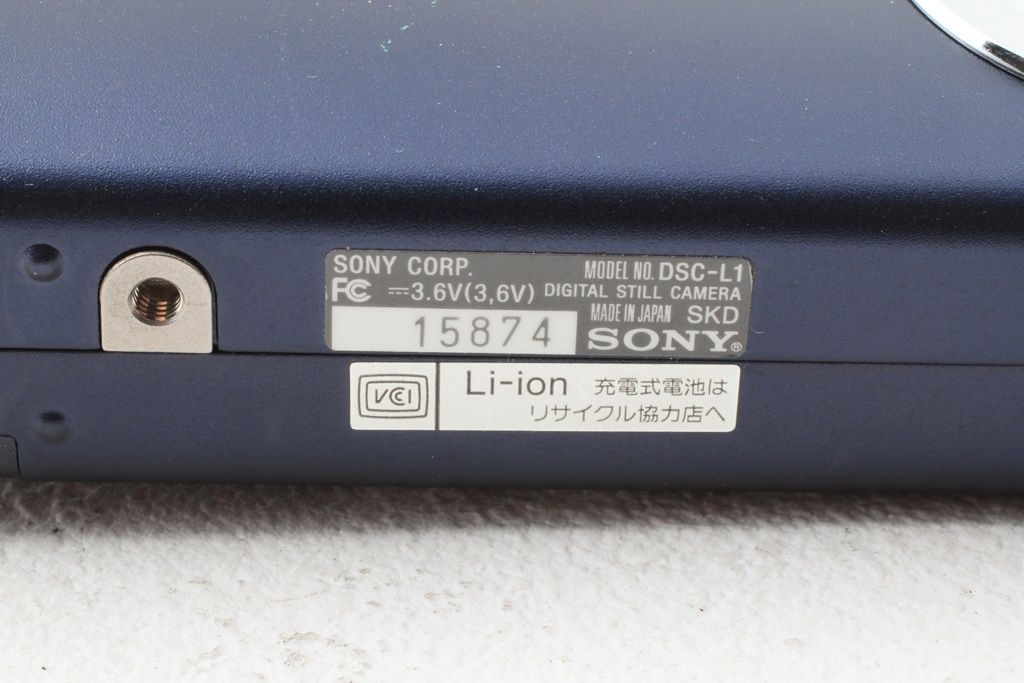 SONY CORP. MODEL NO. DSC-L1
FC ⎓3.6V(3,6V) DIGITAL STILL CAMERA
MADE IN JAPAN SKD
15874 SONY®
VCCI Li-ion 充電式電池は
リサイクル協力店へ